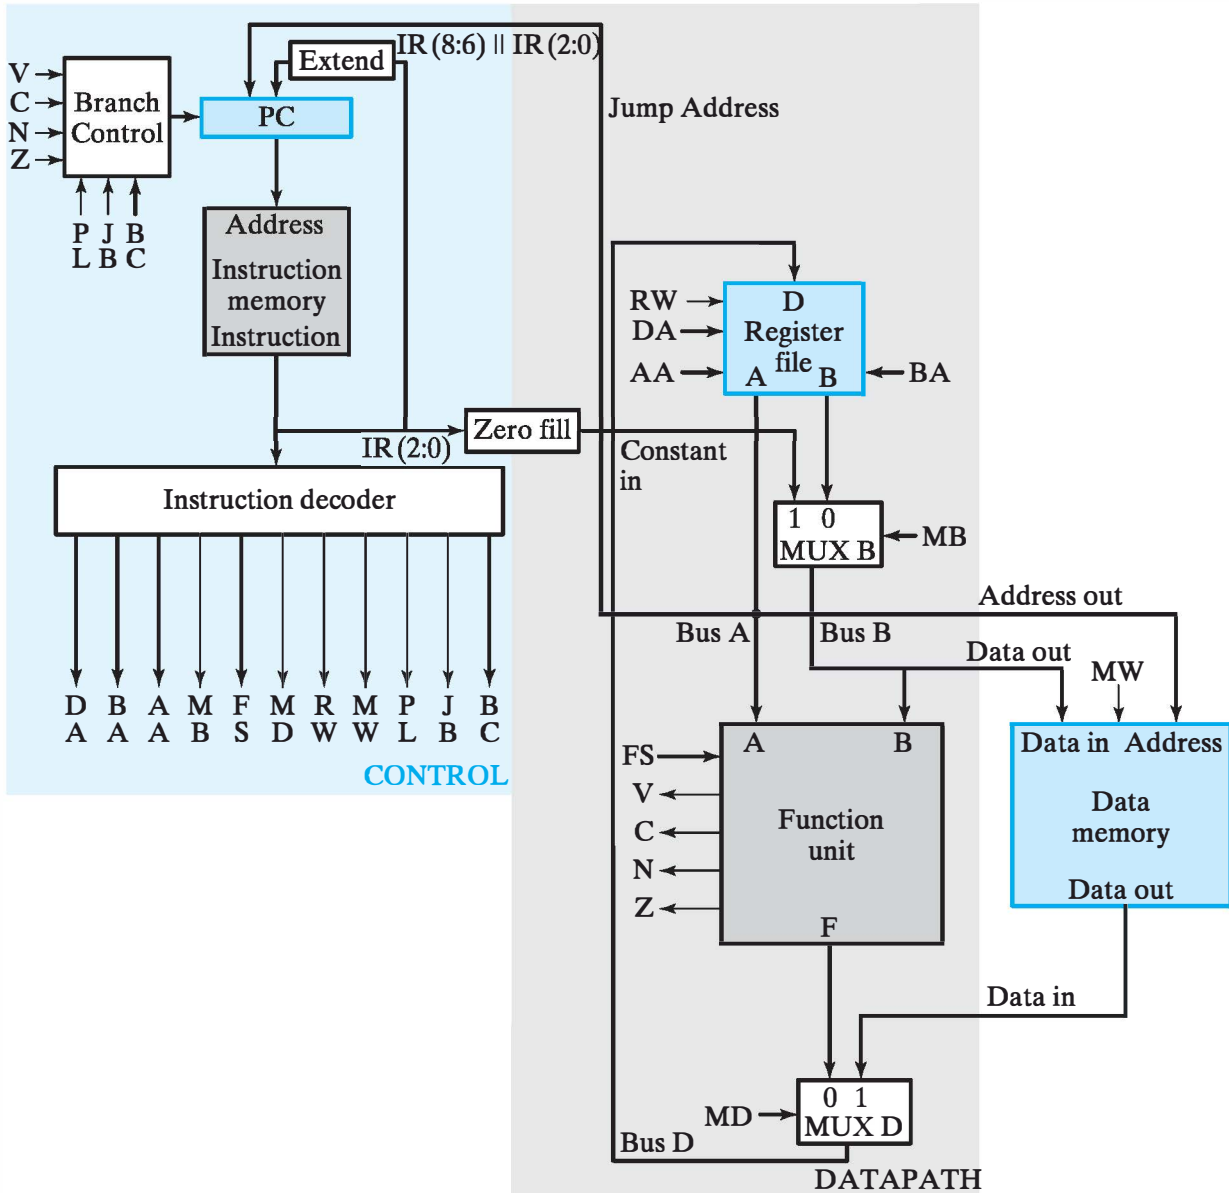 IR (8:6) || IR (2:0)
Extend
V
C
N
Z
Branch
Control
PC
Jump Address
P J B
L B C
Address
Instruction
memory
Instruction
RW
DA
AA
D
Register
file
A B
BA
IR (2:0)
Zero fill
Constant
in
Instruction decoder
1 0
MUX B
MB
Address out
Bus A
Bus B
Data out
MW
D B A M F M R M P J B
A A A B S D W W L B C
CONTROL
FS
V
C
N
Z
A B
Function
unit
F
Data in Address
Data
memory
Data out
Data in
0 1
MUX D
MD
Bus D
DATAPATH